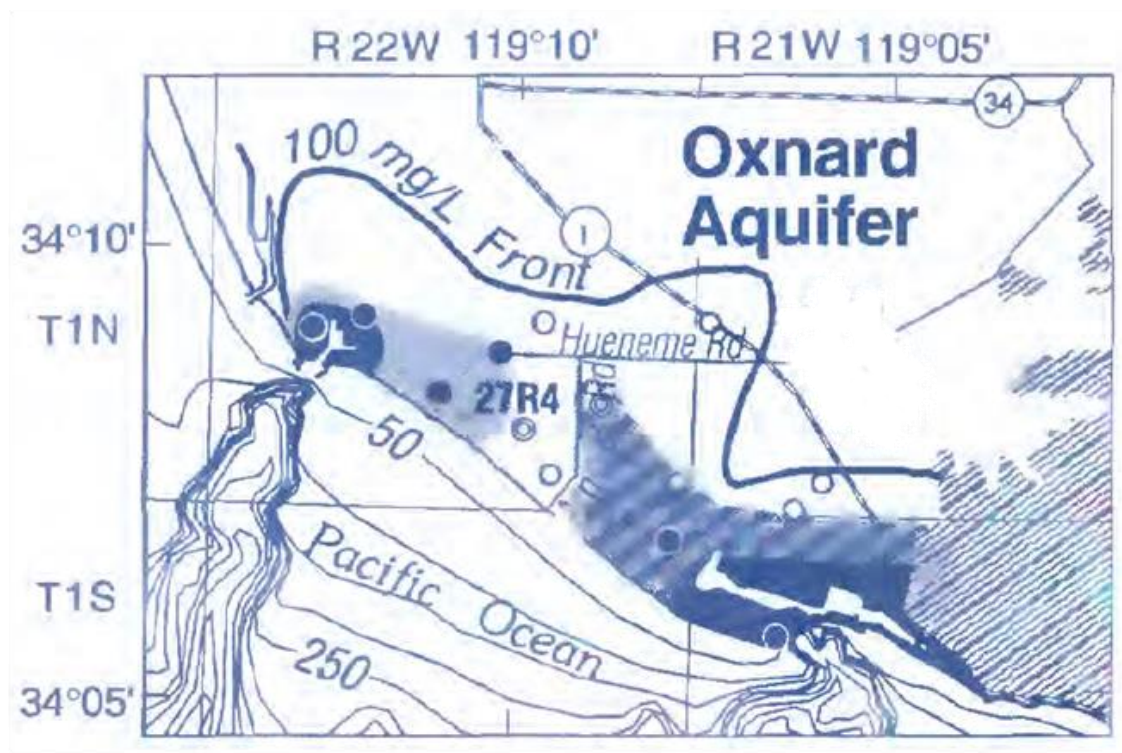 R 22W 119°10' R 21W 119°05'
34
100 mg/L Front
Oxnard
Aquifer
34°10'
1
T1N
Hueneme Rd
27R4
Rd
50
Pacific Ocean
T1S
250
34°05'